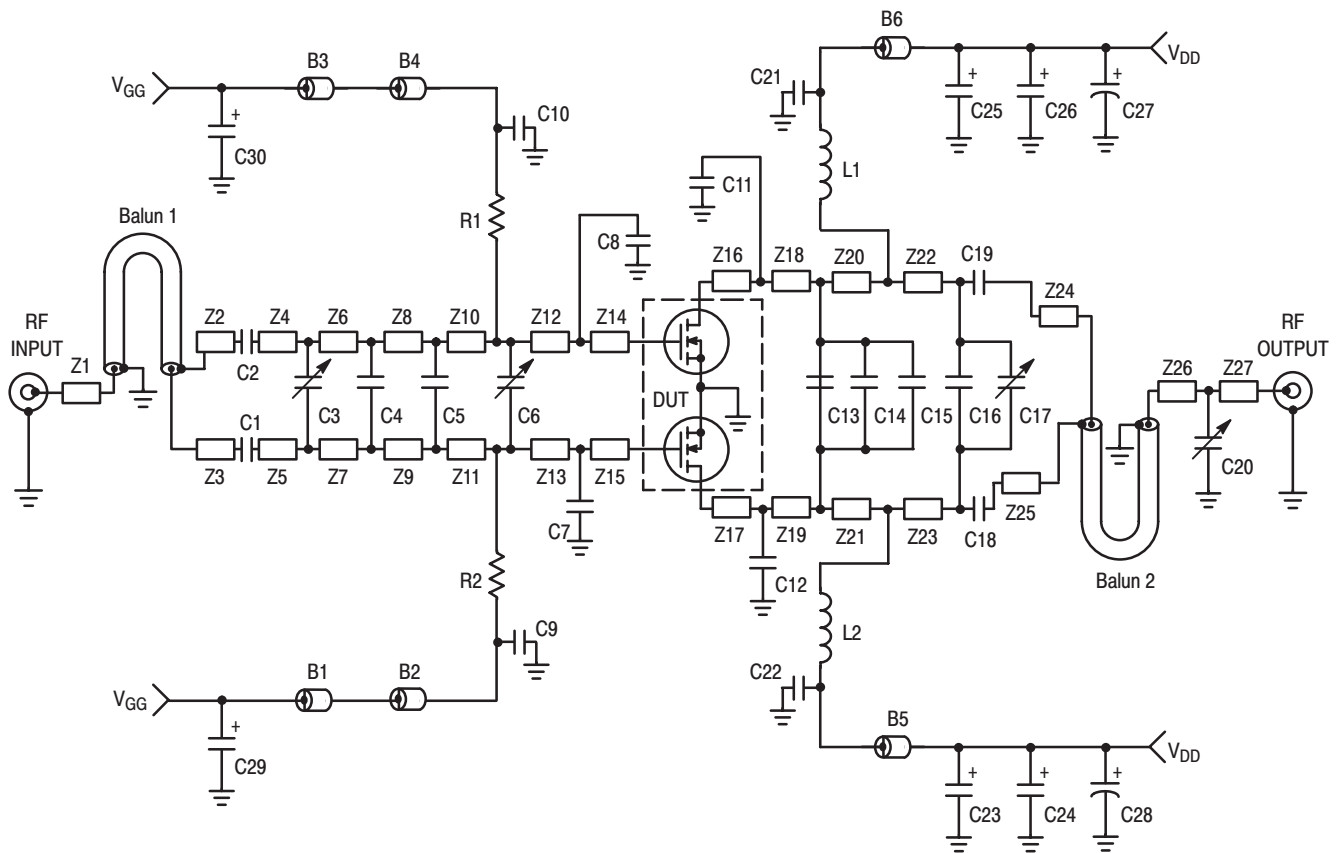 B6
V_DD
B3 B4
V_GG
C21
C10
C25 C26 C27
C30
C11
L1
Balun 1
R1
C8
Z16 Z18 Z20 Z22 C19
Z24
RF
INPUT
Z2 Z4 Z6 Z8 Z10 Z12 Z14
RF
OUTPUT
Z1
C2
Z26 Z27
DUT
C3 C4 C5 C6
C13 C14 C15 C16 C17
C1
C20
Z3 Z5 Z7 Z9 Z11 Z13 Z15
Z25
C7
Z17 Z19 Z21 Z23 C18
R2
C12
Balun 2
L2
C9
C22
B1 B2
V_GG
B5
V_DD
C29
C23 C24 C28
+
+
+
+
+
+
+
+